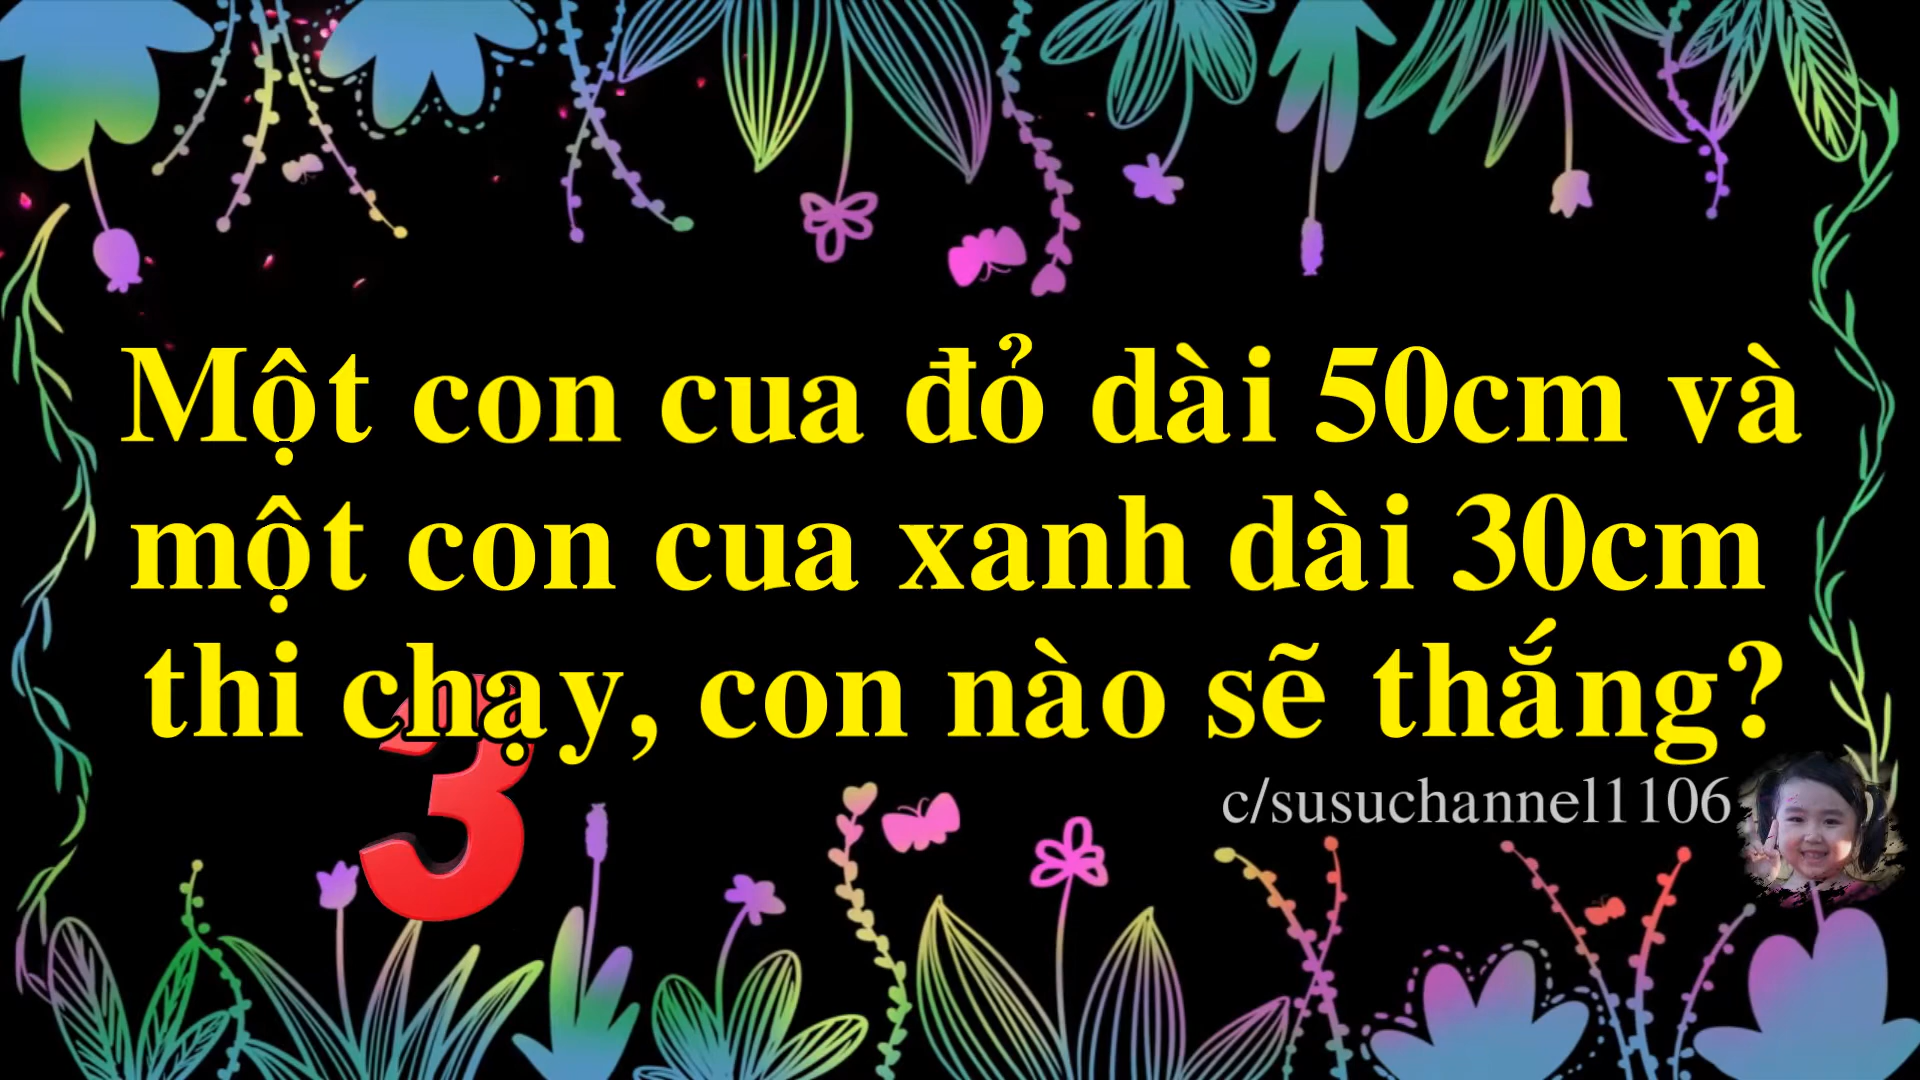 Một con cua đỏ dài 50cm và
một con cua xanh dài 30cm
thi chạy, con nào sẽ thắng?
3
c/susuchannel1106